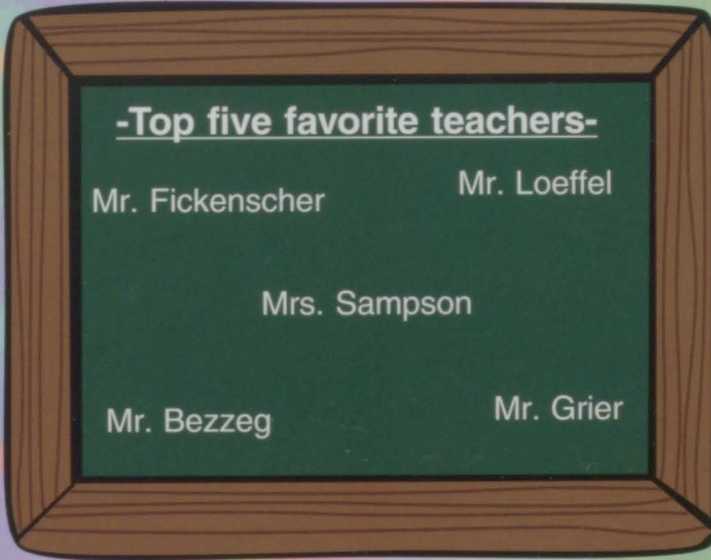 -Top five favorite teachers-
Mr. Fickenscher
Mr. Loeffel
Mrs. Sampson
Mr. Bezzeg
Mr. Grier